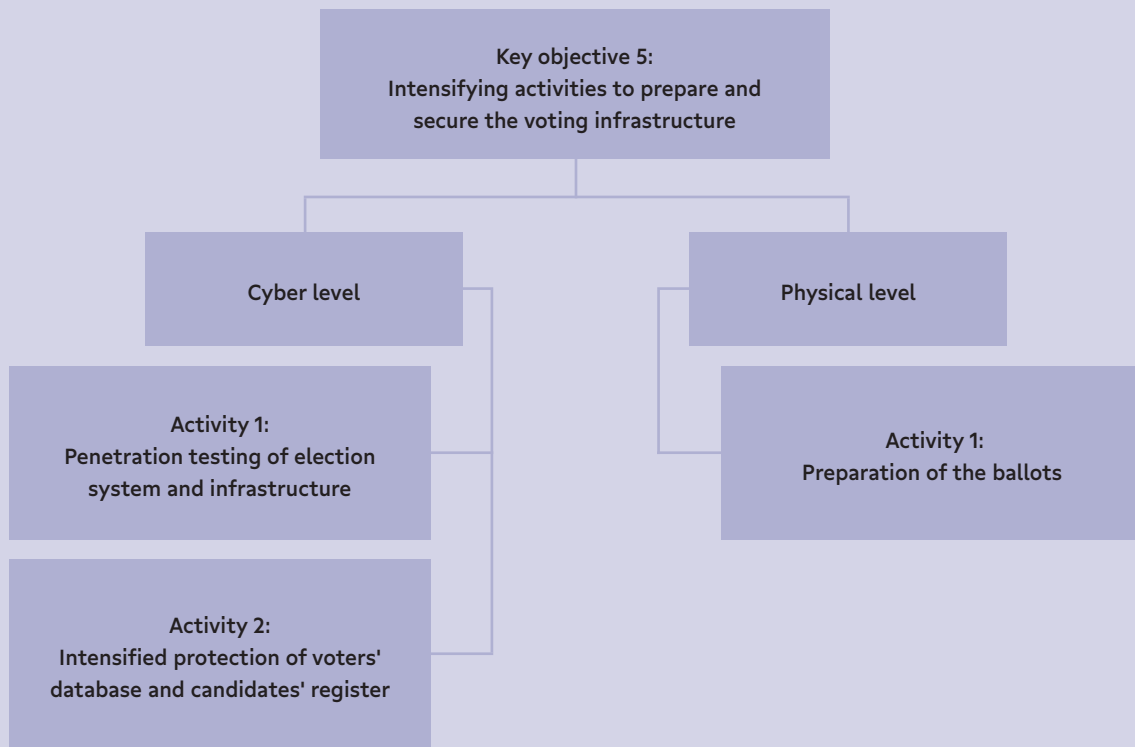 Key objective 5:
Intensifying activities to prepare and
secure the voting infrastructure
Cyber level
Physical level
Activity 1:
Penetration testing of election
system and infrastructure
Activity 1:
Preparation of the ballots
Activity 2:
Intensified protection of voters'
database and candidates' register